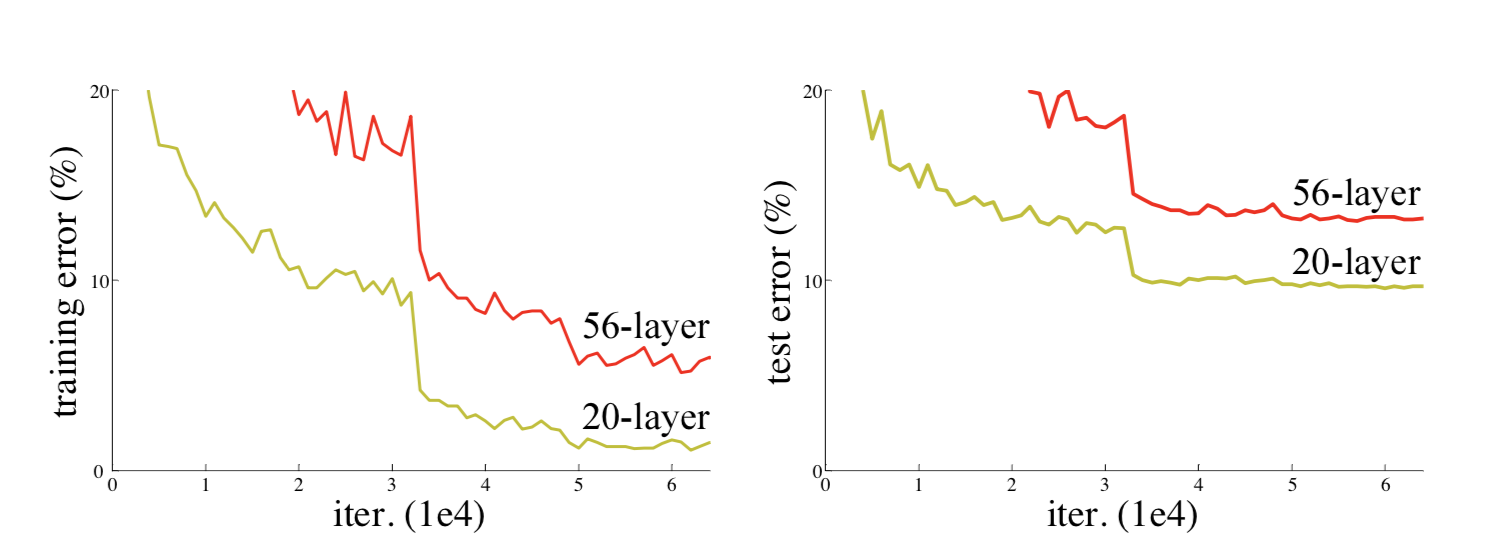 training error (%)
20
10
0
0 1 2 3 4 5 6
iter. (1e4)
56-layer
20-layer
test error (%)
20
10
0
0 1 2 3 4 5 6
iter. (1e4)
56-layer
20-layer